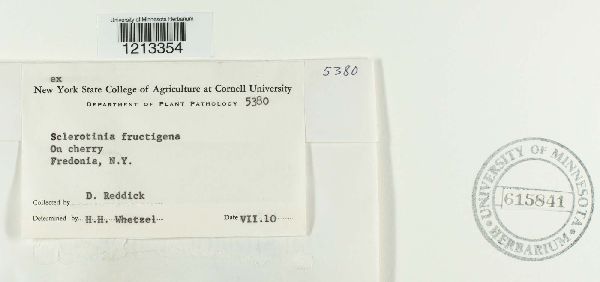 University of Minnesota Herbarium
1213354
5380
ex
New York State College of Agriculture at Cornell University
Department of Plant Pathology 5380
Sclerotinia fructigena
On cherry
Fredonia, N.Y.
Collected by D. Reddick
Determined by H.H. Whetzel Date VII.10
UNIVERSITY OF MINNESOTA
615841
HERBARIUM